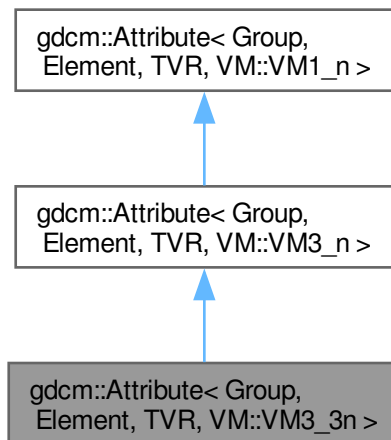 gdcm::Attribute< Group,
Element, TVR, VM::VM1_n >
gdcm::Attribute< Group,
Element, TVR, VM::VM3_n >
gdcm::Attribute< Group,
Element, TVR, VM::VM3_3n >